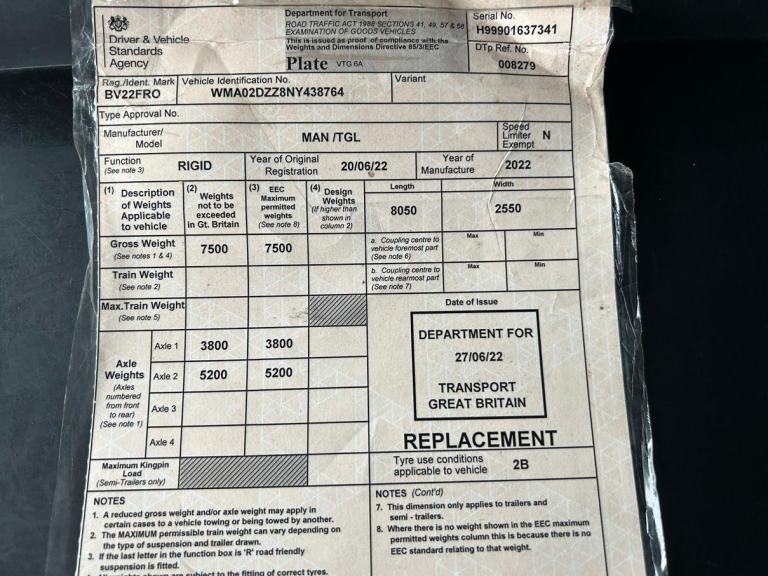 Driver & Vehicle
Standards
Agency
Department for Transport
ROAD TRAFFIC ACT 1988 SECTIONS 41, 49, 57 & 58
EXAMINATION OF GOODS VEHICLES
This is issued as proof of compliance with the
Weights and Dimensions Directive 85/3/EEC
Plate VTG 6A
Serial No.
H99901637341
DTp Ref. No.
008279
Reg./Ident. Mark
BV22FRO
Vehicle Identification No.
WMA02DZZ8NY438764
Variant
Type Approval No.
Manufacturer/
Model
MAN /TGL
Speed
Limiter N
Exempt
Function
(See note 3)
RIGID
Year of Original
Registration
20/06/22
Year of
Manufacture
2022
(1) Description
of Weights
Applicable
to vehicle
(2) Weights
not to be
exceeded
in Gt. Britain
(3) EEC
Maximum
permitted
weights
(See note 8)
(4) Design
Weights
(if higher than
shown in
column 2)
Length
8050
Width
2550
Gross Weight
(See notes 1 & 4)
7500 7500
a. Coupling centre to
vehicle foremost part
(See note 6)
Max Min
Train Weight
(See note 2)
b. Coupling centre to
vehicle rearmost part
(See note 7)
Max Min
Max.Train Weight
(See note 5)
Axle
Weights
(Axles
numbered
from front
to rear)
(See note 1)
Axle 1 3800 3800
Axle 2 5200 5200
Axle 3
Axle 4
Maximum Kingpin
Load
(Semi-Trailers only)
Date of Issue
DEPARTMENT FOR
27/06/22
TRANSPORT
GREAT BRITAIN
REPLACEMENT
Tyre use conditions
applicable to vehicle 2B
NOTES
1. A reduced gross weight and/or axle weight may apply in
certain cases to a vehicle towing or being towed by another.
2. The MAXIMUM permissible train weight can vary depending on
the type of suspension and trailer drawn.
3. If the last letter in the function box is 'R' road friendly
suspension is fitted.
subject to the fitting of correct tyres.
NOTES (Cont'd)
7. This dimension only applies to trailers and
semi - trailers.
8. Where there is no weight shown in the EEC maximum
permitted weights column this is because there is no
EEC standard relating to that weight.